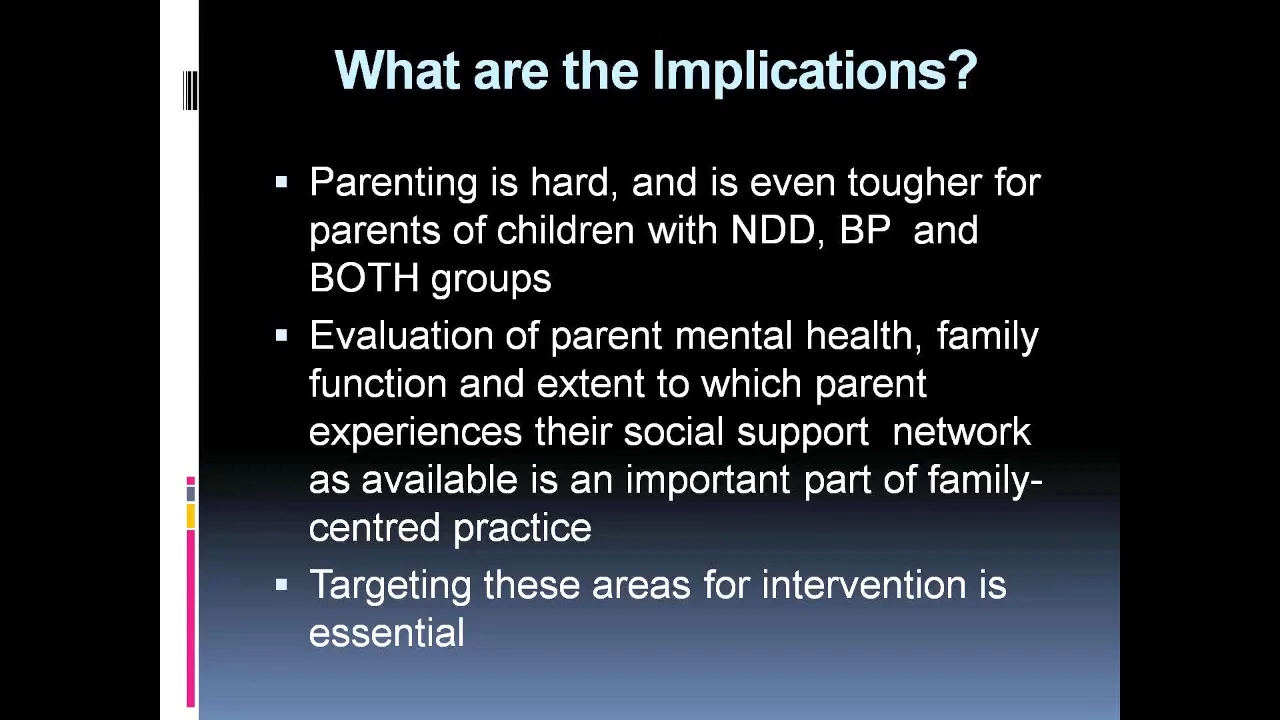 What are the Implications?
Parenting is hard, and is even tougher for
parents of children with NDD, BP  and
BOTH groups
Evaluation of parent mental health, family
function and extent to which parent
experiences their social support  network
as available is an important part of family-
centred practice
Targeting these areas for intervention is
essential